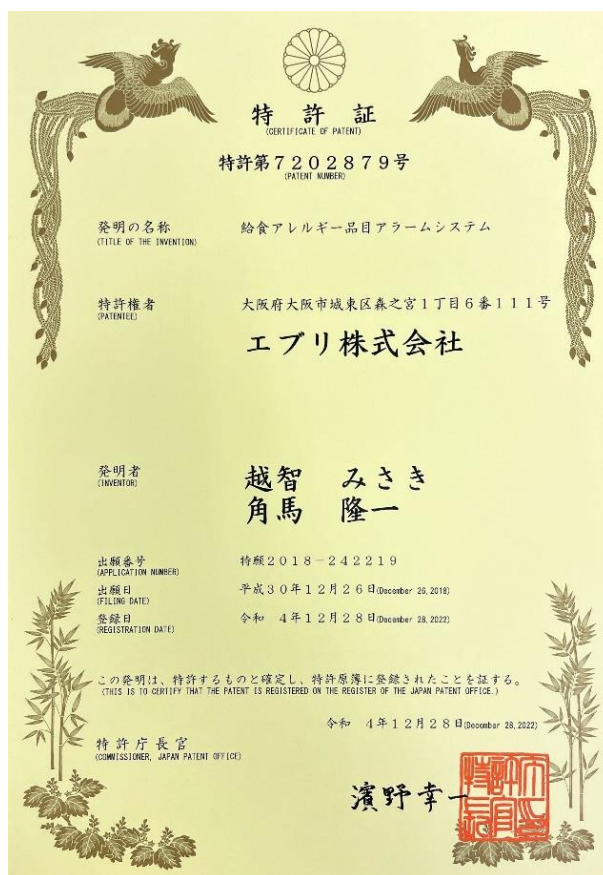 特許証
(CERTIFICATE OF PATENT)
特許第7202879号
(PATENT NUMBER)
発明の名称 給食アレルギー品目アラームシステム
(TITLE OF THE INVENTION)
特許権者 大阪府大阪市城東区森之宮1丁目6番111号
(PATENTEE)
エブリ株式会社
発明者 越智 みさき
(INVENTOR)
角馬 隆一
出願番号 特願2018-242219
(APPLICATION NUMBER)
出願日 平成30年12月26日(December 26,2018)
(FILING DATE)
登録日 令和 4年12月28日(December 28,2022)
(REGISTRATION DATE)
この発明は、特許するものと確定し、特許原簿に登録されたことを証する。
(THIS IS TO CERTIFY THAT THE PATENT IS REGISTERED ON THE REGISTER OF THE JAPAN PATENT OFFICE.)
令和 4年12月28日(December 28,2022)
特許庁長官
(COMMISSIONER, JAPAN PATENT OFFICE)
濱野幸一